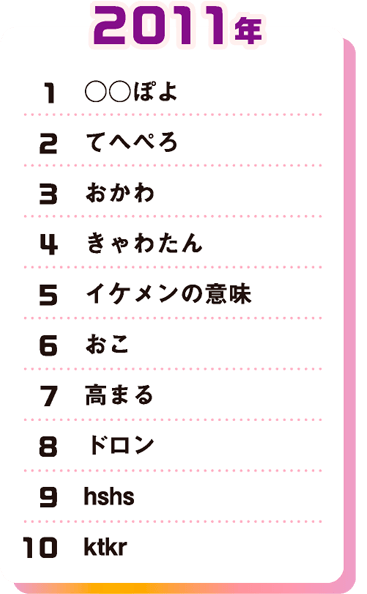 2011年
1 ○○ぽよ
2 てへぺろ
3 おかわ
4 きゃわたん
5 イケメンの意味
6 おこ
7 高まる
8 ドロン
9 hshs
10 ktkr